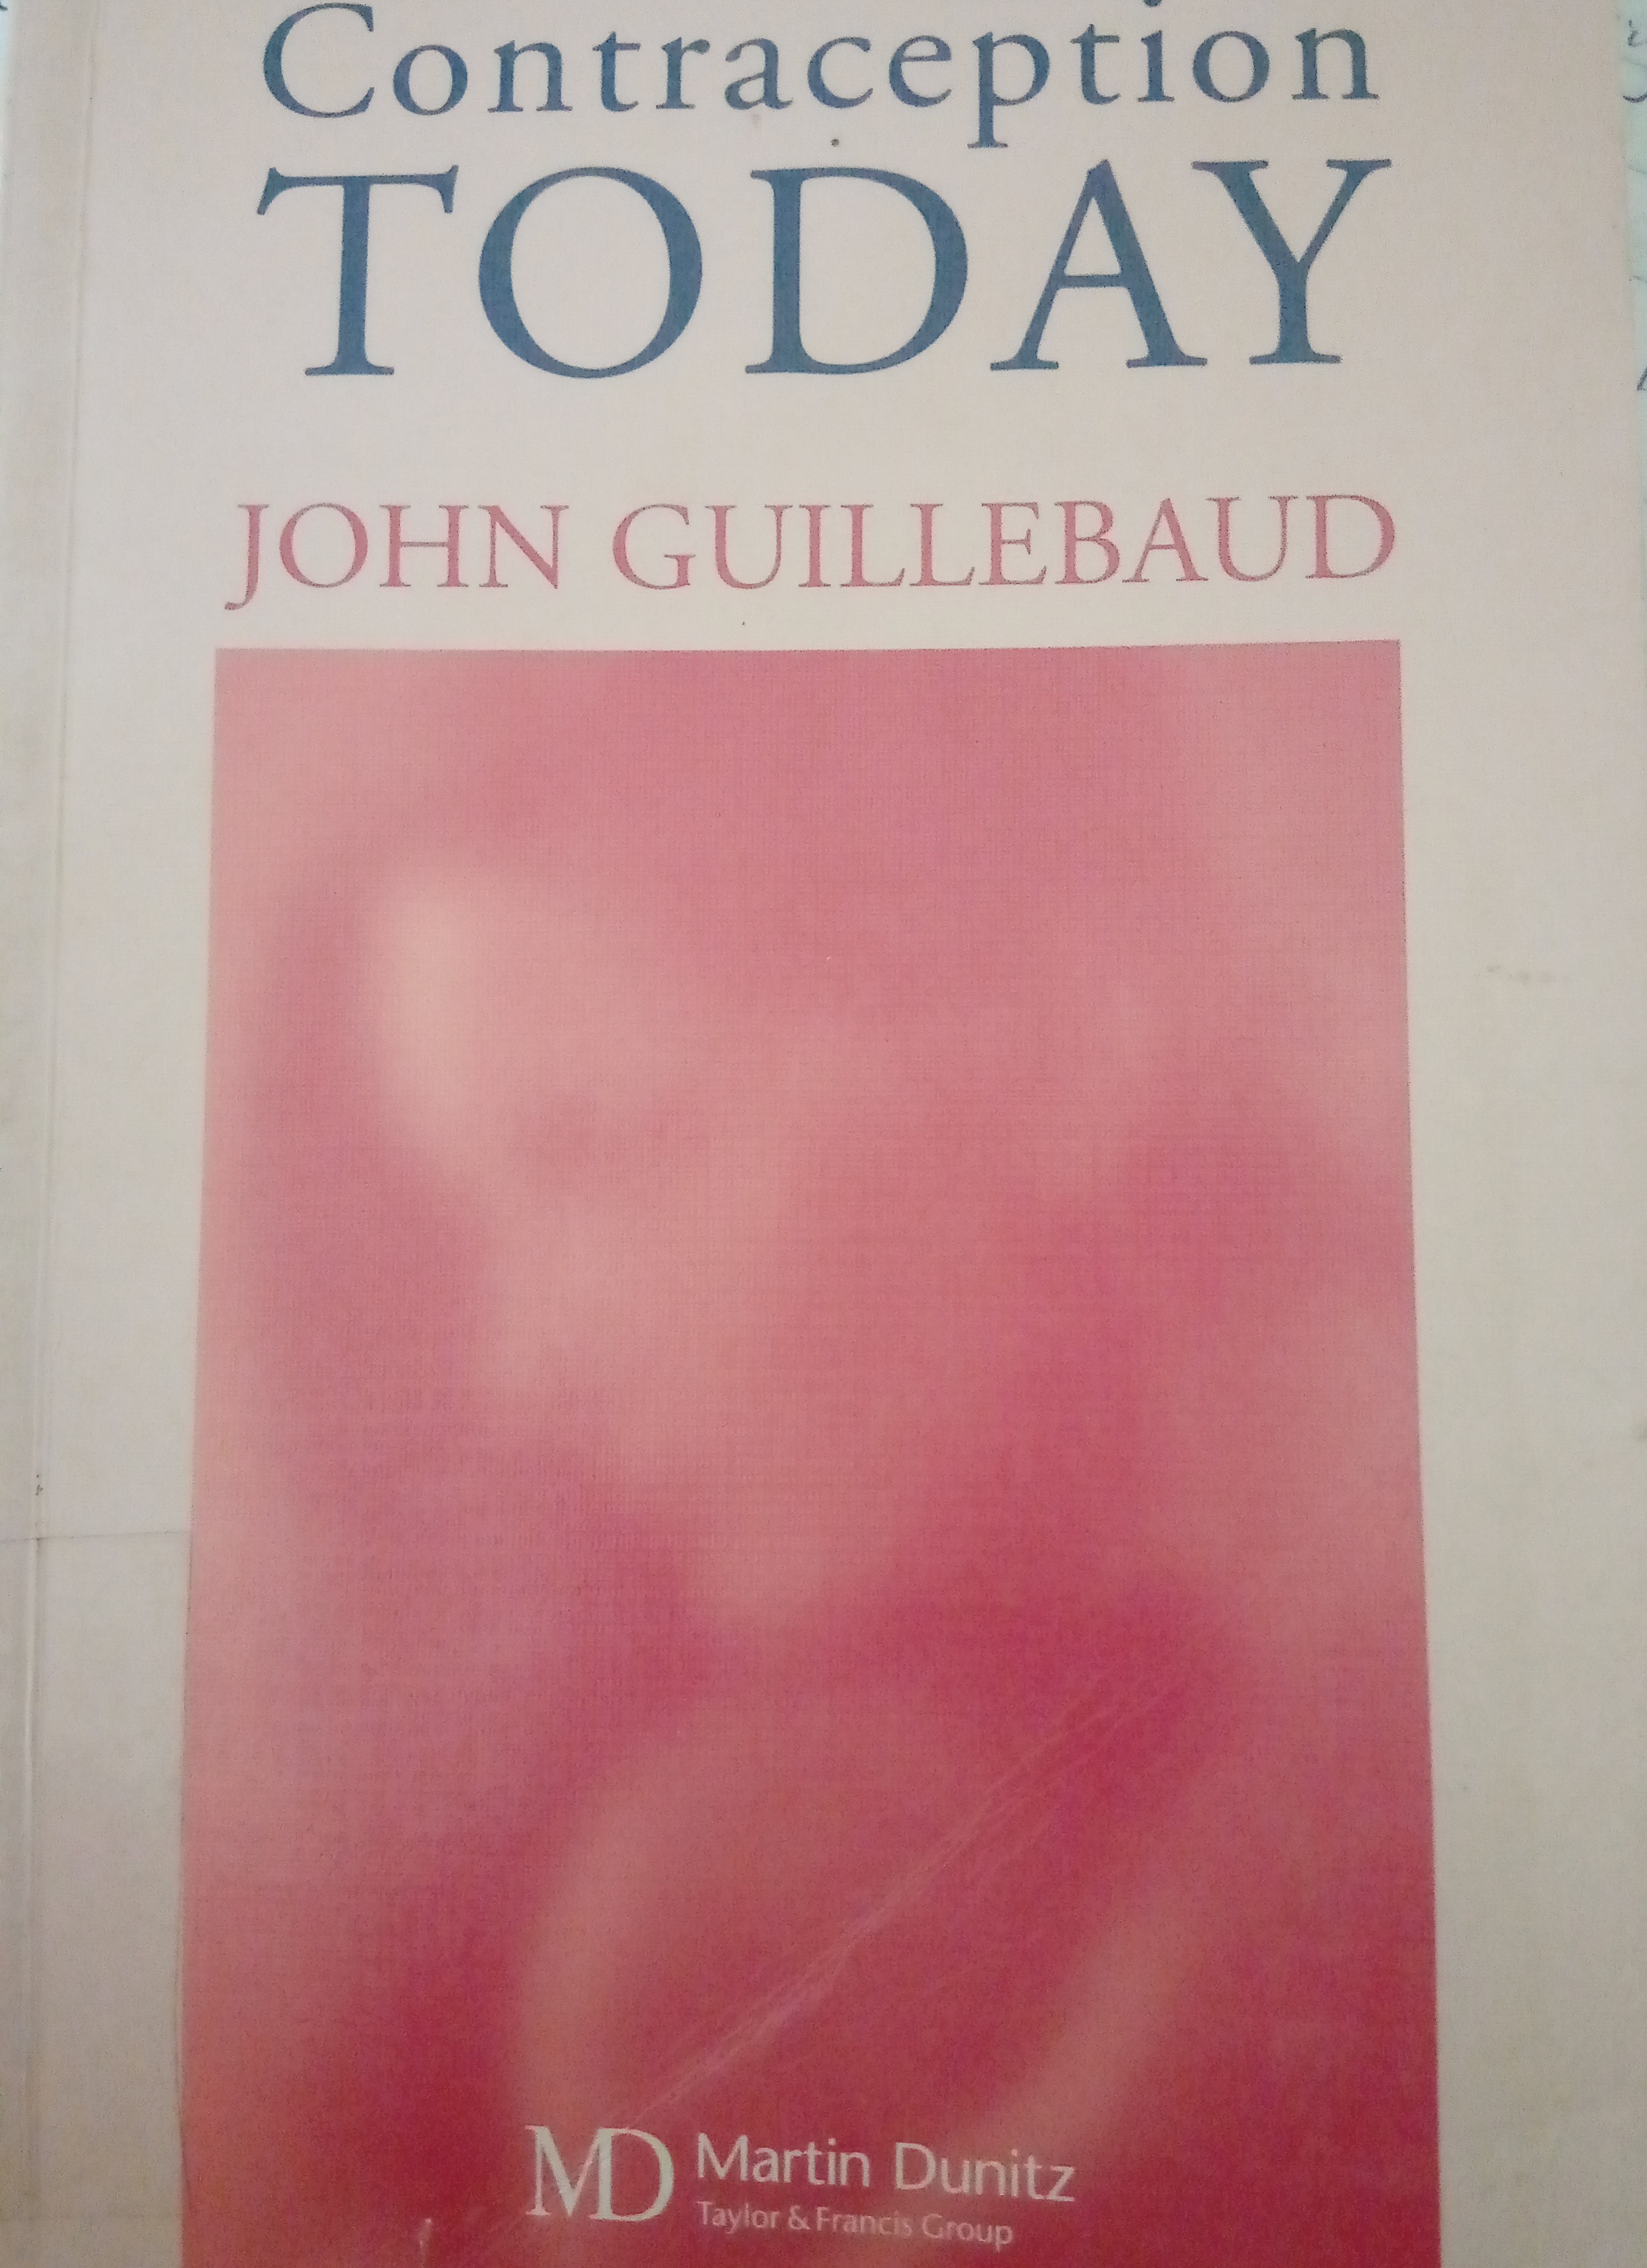 Contraception
TODAY
JOHN GUILLEBAUD
MD Martin Dunitz
Taylor & Francis Group